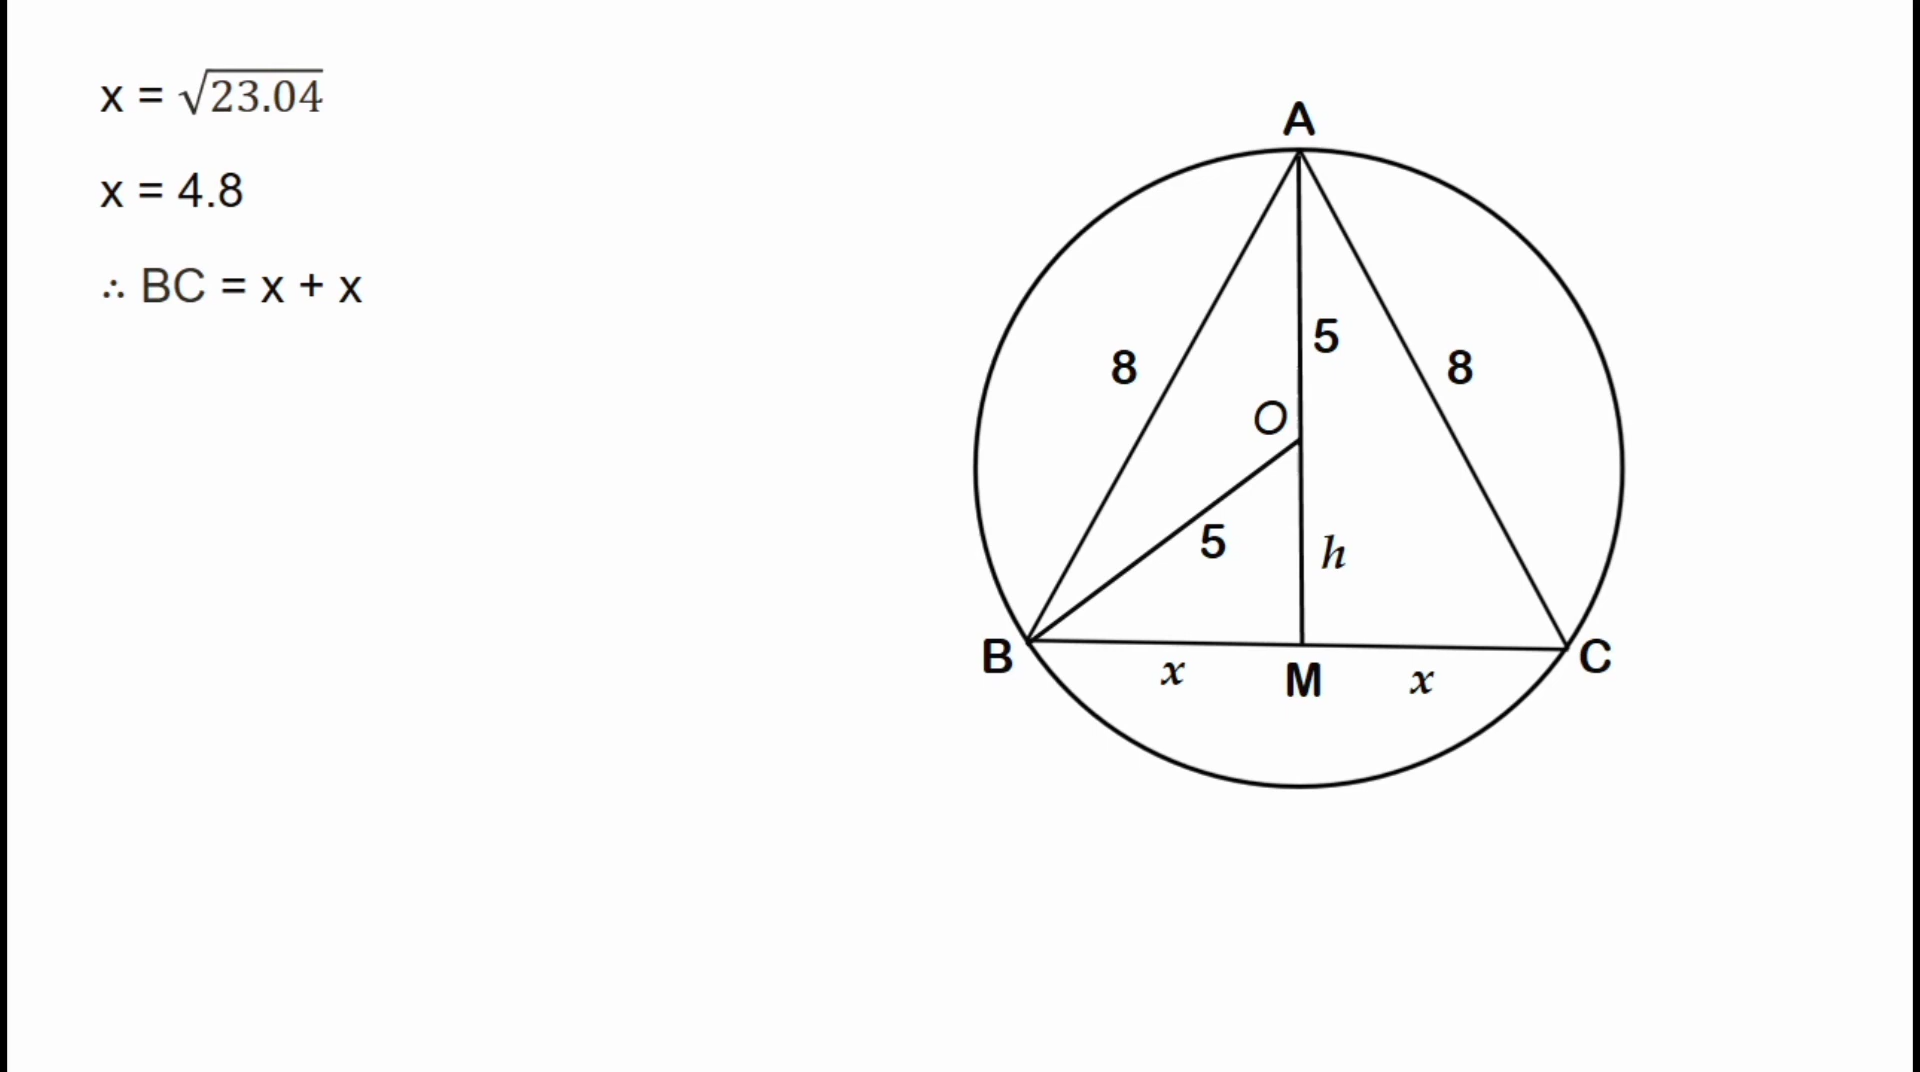 x = √23.04
x = 4.8
∴ BC = x + x
A
5
8
8
O
5
h
B
C
x
M
x